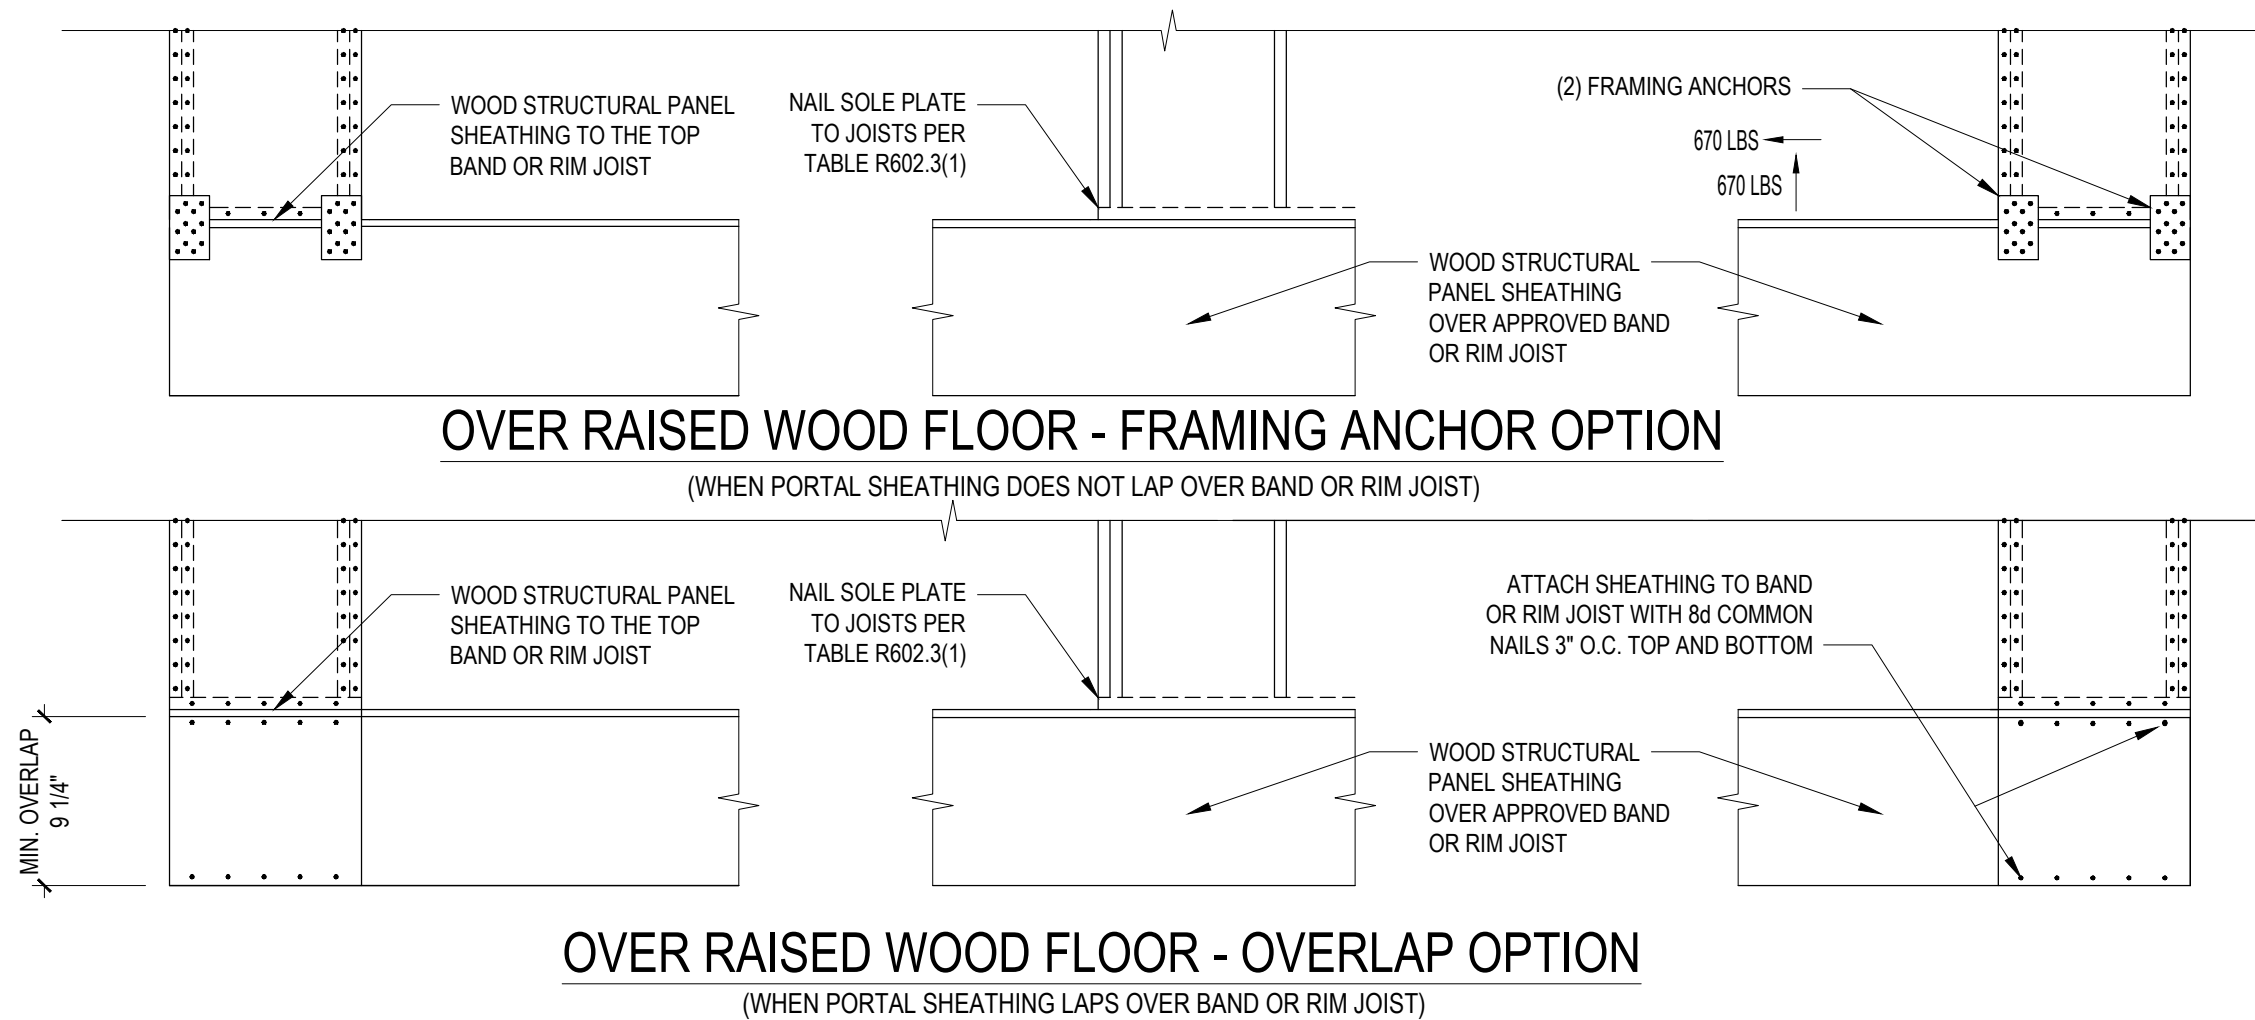 WOOD STRUCTURAL PANEL
SHEATHING TO THE TOP
BAND OR RIM JOIST
NAIL SOLE PLATE
TO JOISTS PER
TABLE R602.3(1)
(2) FRAMING ANCHORS
670 LBS
670 LBS
WOOD STRUCTURAL
PANEL SHEATHING
OVER APPROVED BAND
OR RIM JOIST
OVER RAISED WOOD FLOOR - FRAMING ANCHOR OPTION
(WHEN PORTAL SHEATHING DOES NOT LAP OVER BAND OR RIM JOIST)
WOOD STRUCTURAL PANEL
SHEATHING TO THE TOP
BAND OR RIM JOIST
NAIL SOLE PLATE
TO JOISTS PER
TABLE R602.3(1)
ATTACH SHEATHING TO BAND
OR RIM JOIST WITH 8d COMMON
NAILS 3" O.C. TOP AND BOTTOM
MIN. OVERLAP
9 1/4"
WOOD STRUCTURAL
PANEL SHEATHING
OVER APPROVED BAND
OR RIM JOIST
OVER RAISED WOOD FLOOR - OVERLAP OPTION
(WHEN PORTAL SHEATHING LAPS OVER BAND OR RIM JOIST)